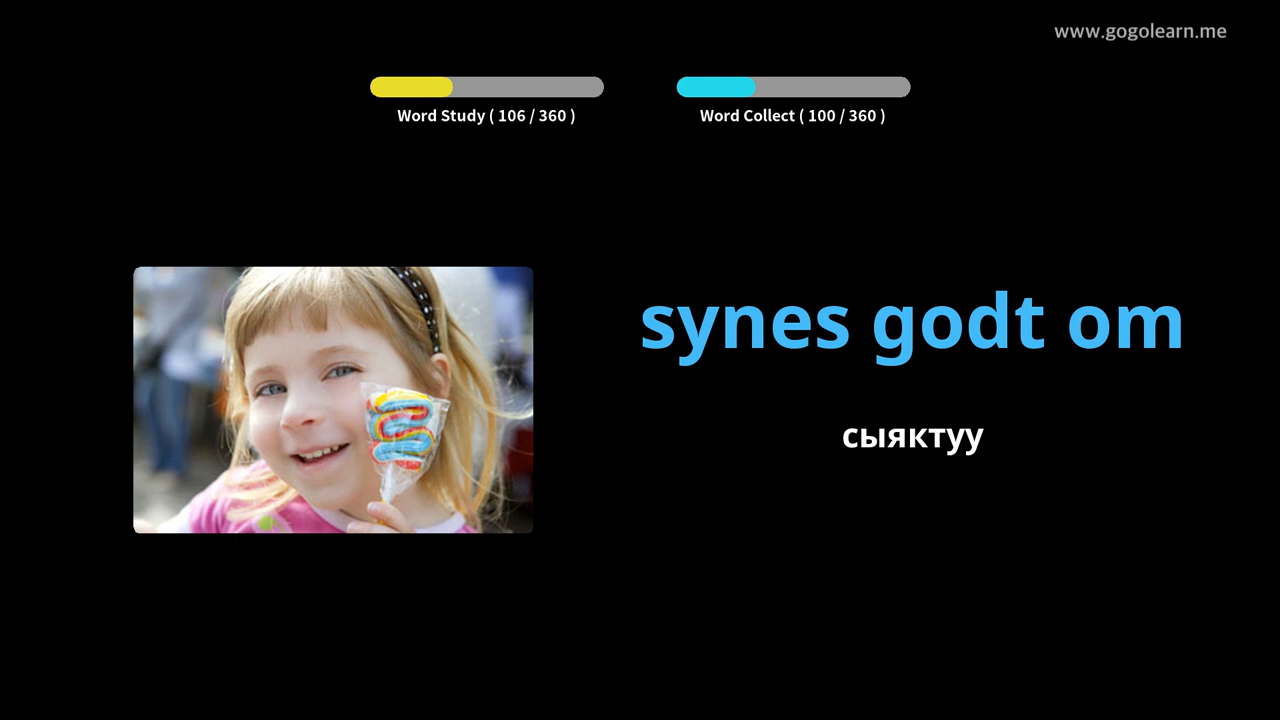 www.gogolearn.me
Word Study ( 106 / 360 )
Word Collect ( 100 / 360 )
synes godt om
сыяктуу